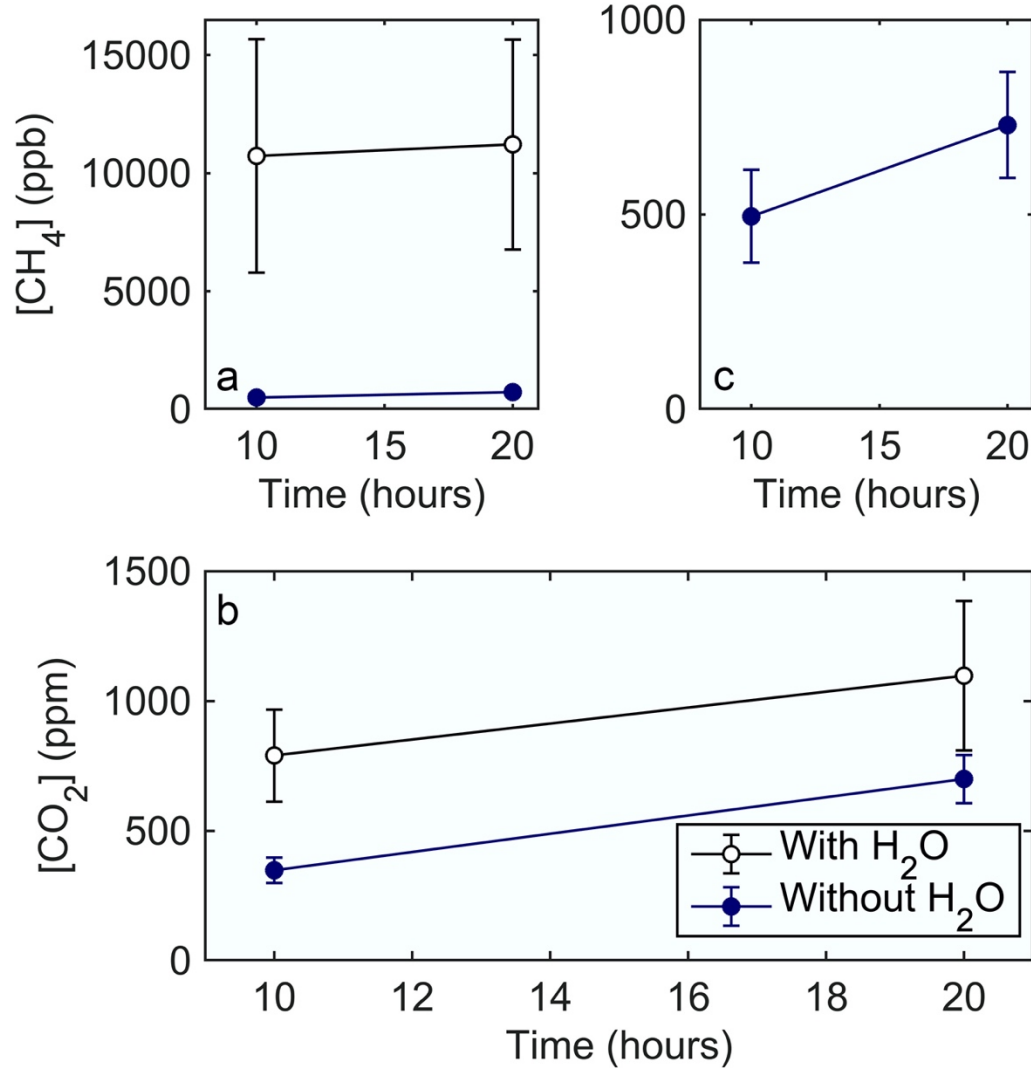 [CH4] (ppb)
15000
10000
5000
0
a
10 15 20
Time (hours)
1000
500
0
c
10 15 20
Time (hours)
[CO2] (ppm)
1500
1000
500
0
b
With H2O
Without H2O
10 12 14 16 18 20
Time (hours)